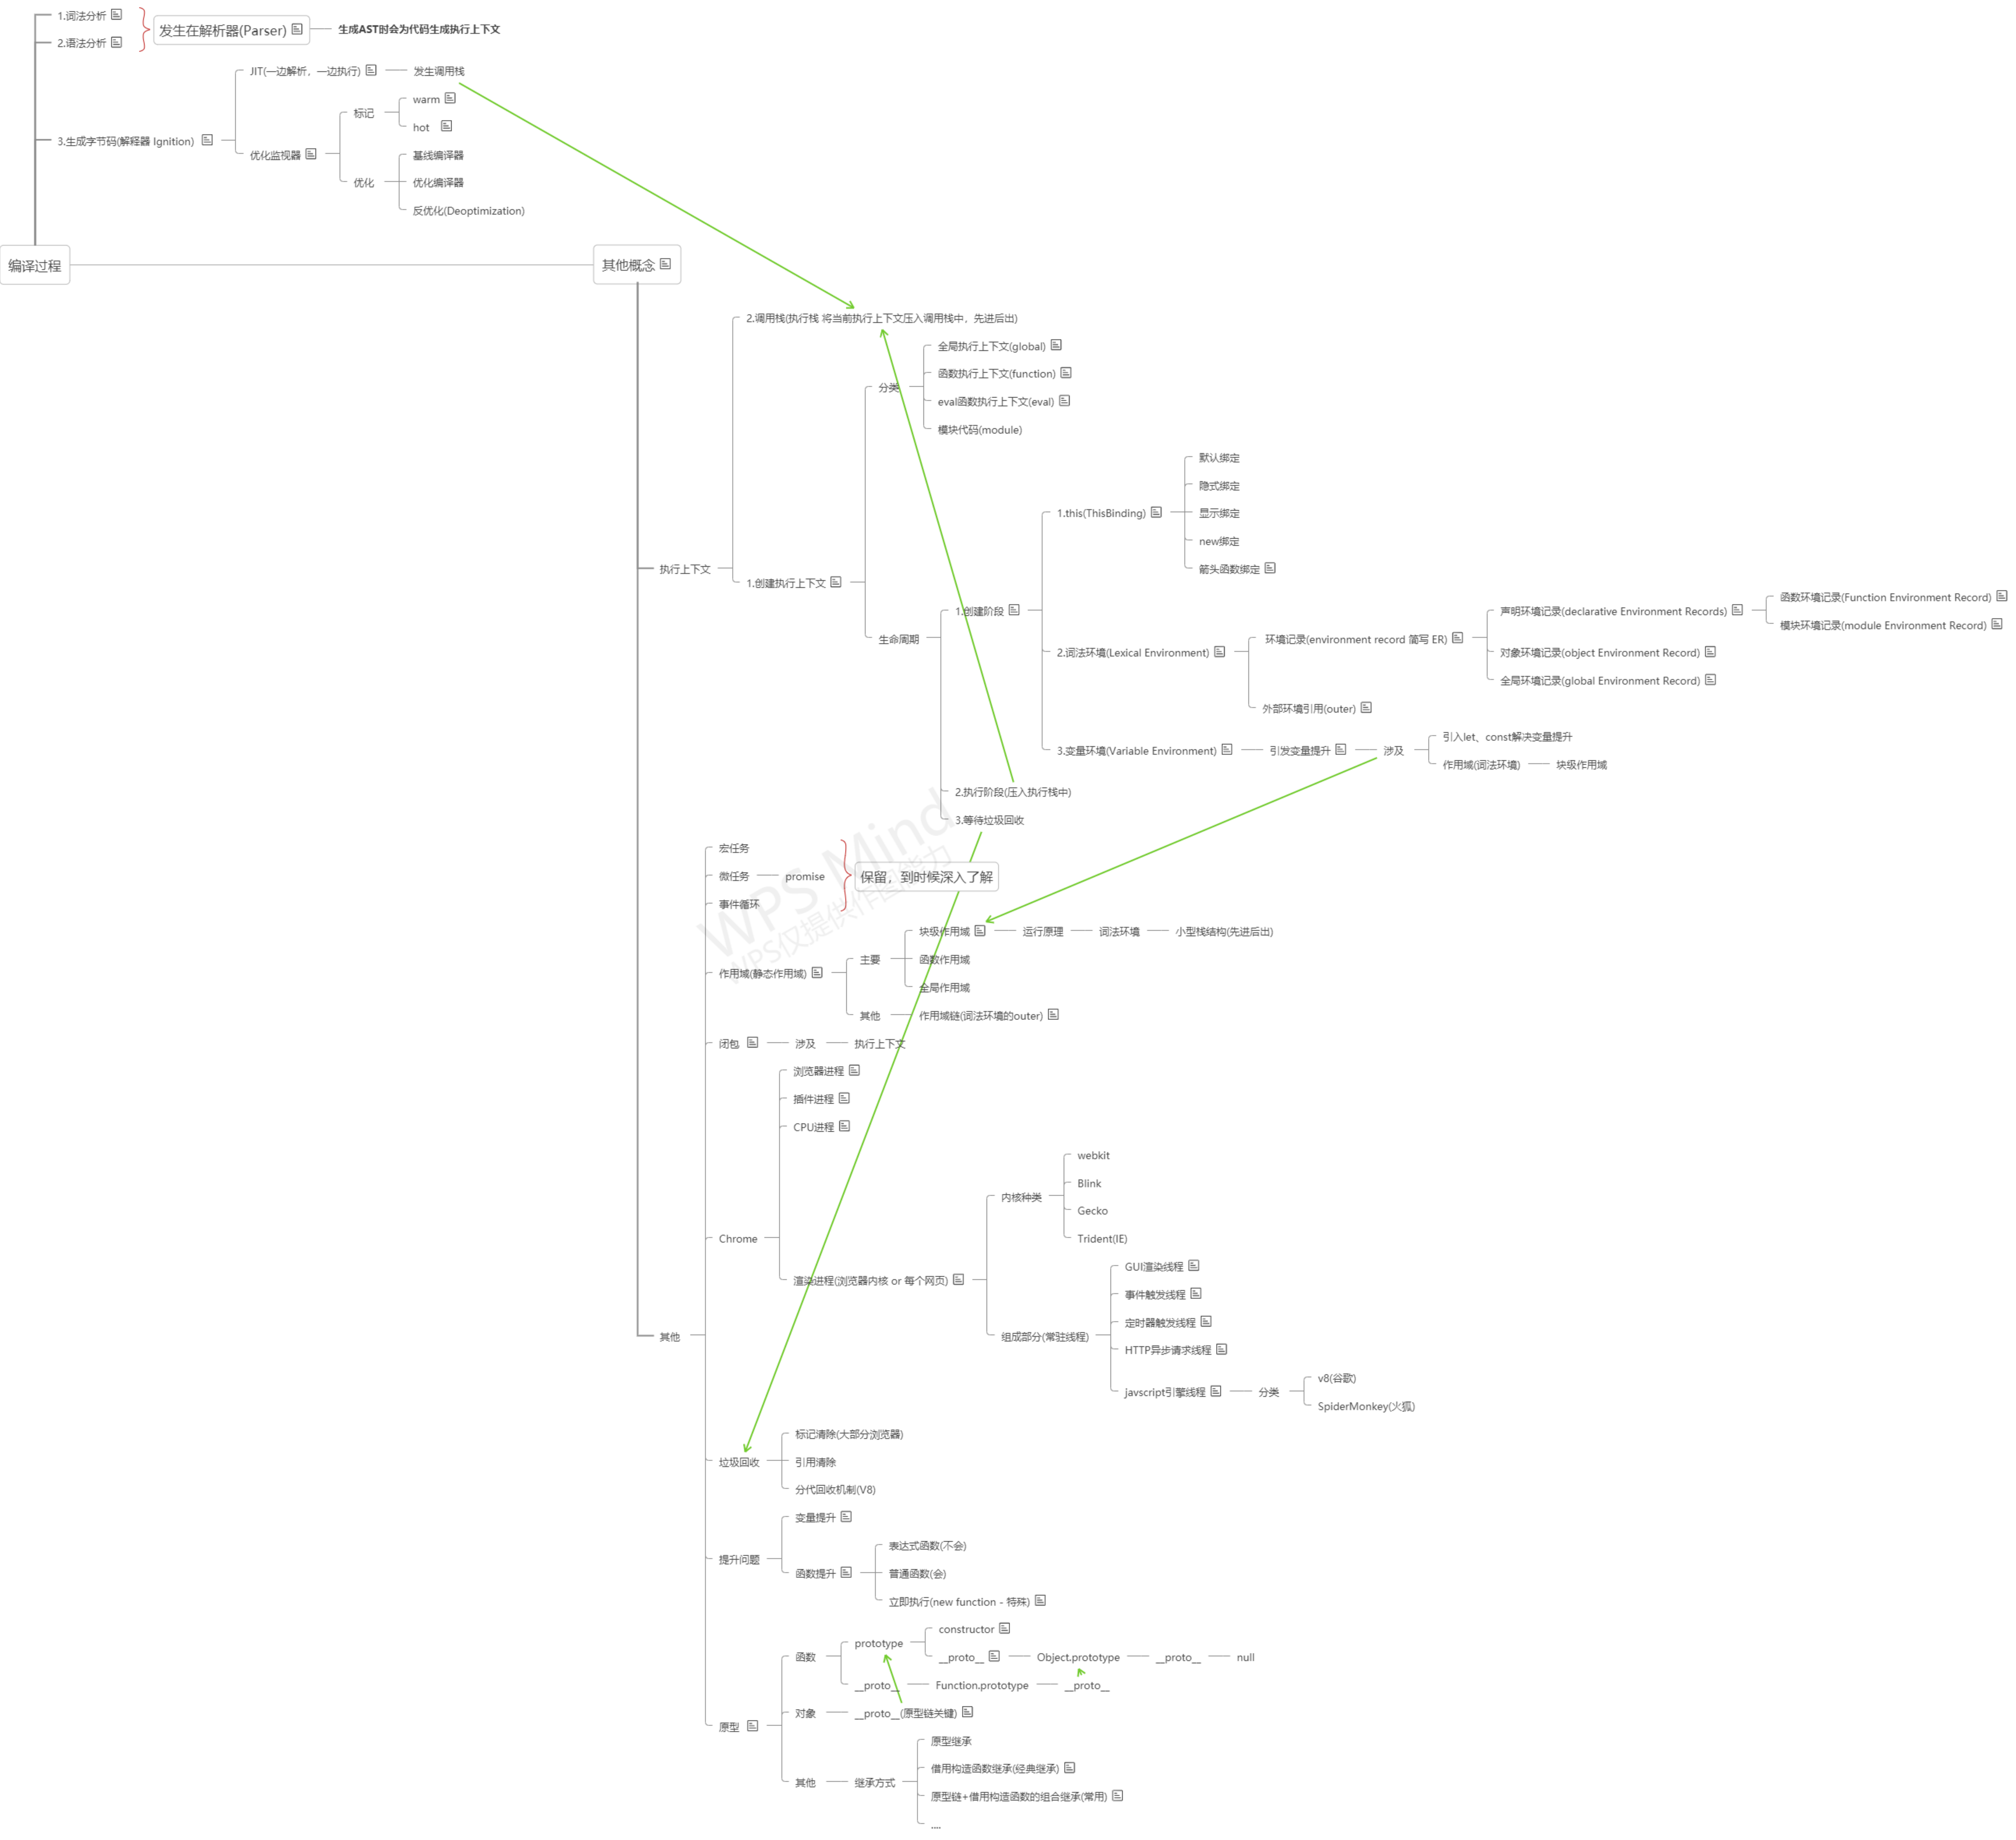 1.词法分析
2.语法分析
发生在解析器(Parser)
生成AST时会为代码生成执行上下文
3.生成字节码(解释器 Ignition)
JIT(一边解析，一边执行)
发生调用栈
优化监视器
标记
warm
hot
优化
基线编译器
优化编译器
反优化(Deoptimization)
编译过程
其他概念
执行上下文
2.调用栈(执行栈 将当前执行上下文压入调用栈中，先进后出)
1.创建执行上下文
分类
全局执行上下文(global)
函数执行上下文(function)
eval函数执行上下文(eval)
模块代码(module)
生命周期
1.创建阶段
1.this(ThisBinding)
默认绑定
隐式绑定
显示绑定
new绑定
箭头函数绑定
2.词法环境(Lexical Environment)
环境记录(environment record 简写 ER)
声明环境记录(declarative Environment Records)
函数环境记录(Function Environment Record)
模块环境记录(module Environment Record)
对象环境记录(object Environment Record)
全局环境记录(global Environment Record)
外部环境引用(outer)
3.变量环境(Variable Environment)
引发变量提升
涉及
引入let、const解决变量提升
作用域(词法环境)
块级作用域
2.执行阶段(压入执行栈中)
3.等待垃圾回收
其他
宏任务
微任务
promise
事件循环
保留，到时候深入了解
作用域(静态作用域)
主要
块级作用域
运行原理
词法环境
小型栈结构(先进后出)
函数作用域
全局作用域
其他
作用域链(词法环境的outer)
闭包
涉及
执行上下文
Chrome
浏览器进程
插件进程
CPU进程
渲染进程(浏览器内核 or 每个网页)
内核种类
webkit
Blink
Gecko
Trident(IE)
组成部分(常驻线程)
GUI渲染线程
事件触发线程
定时器触发线程
HTTP异步请求线程
javscript引擎线程
分类
v8(谷歌)
SpiderMonkey(火狐)
垃圾回收
标记清除(大部分浏览器)
引用清除
分代回收机制(V8)
提升问题
变量提升
函数提升
表达式函数(不会)
普通函数(会)
立即执行(new function - 特殊)
原型
函数
prototype
constructor
__proto__
Object.prototype
__proto__
null
__proto__
Function.prototype
__proto__
对象
__proto__(原型链关键)
其他
继承方式
原型继承
借用构造函数继承(经典继承)
原型链+借用构造函数的组合继承(常用)
....
WPS Mind
WPS仅提供作图能力